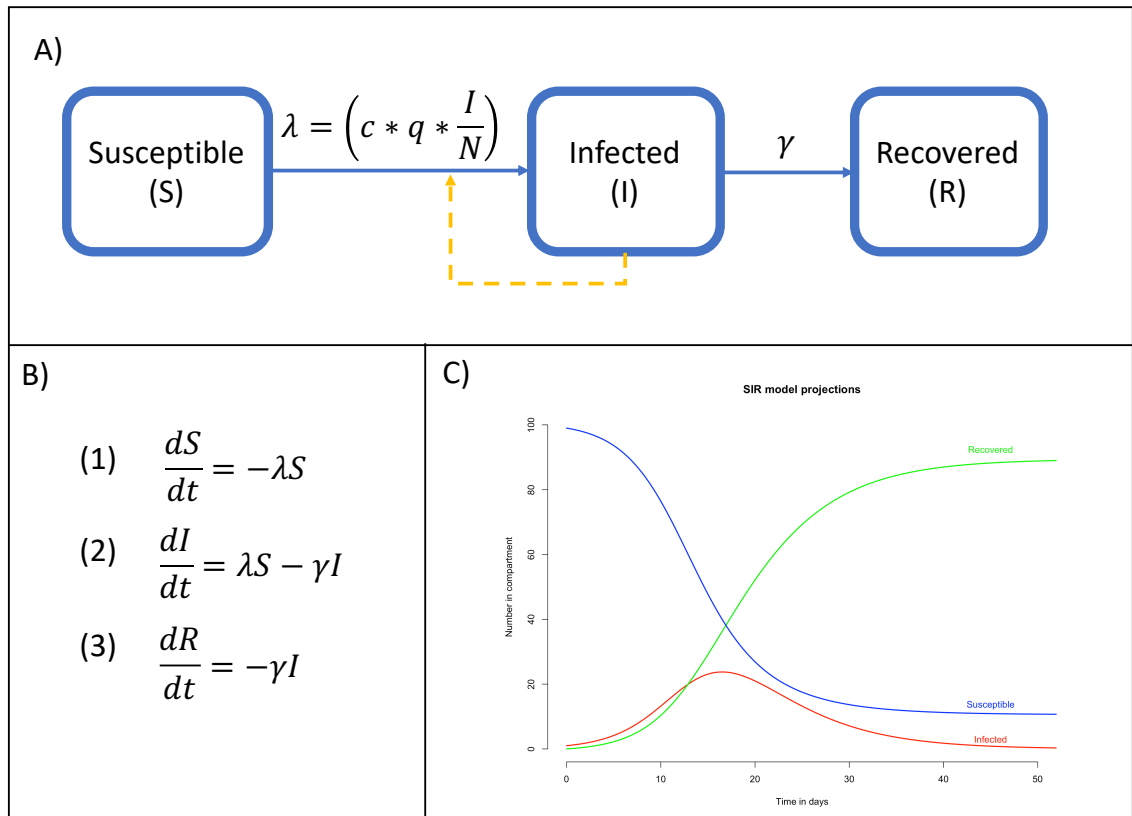 A)
Susceptible
(S)
λ = (c * q * I/N)
Infected
(I)
γ
Recovered
(R)
B)
(1) dS/dt = −λS
(2) dI/dt = λS − γI
(3) dR/dt = −γI
C)
SIR model projections
Number in compartment
100
80
60
40
20
0
Recovered
Susceptible
Infected
0 10 20 30 40 50
Time in days